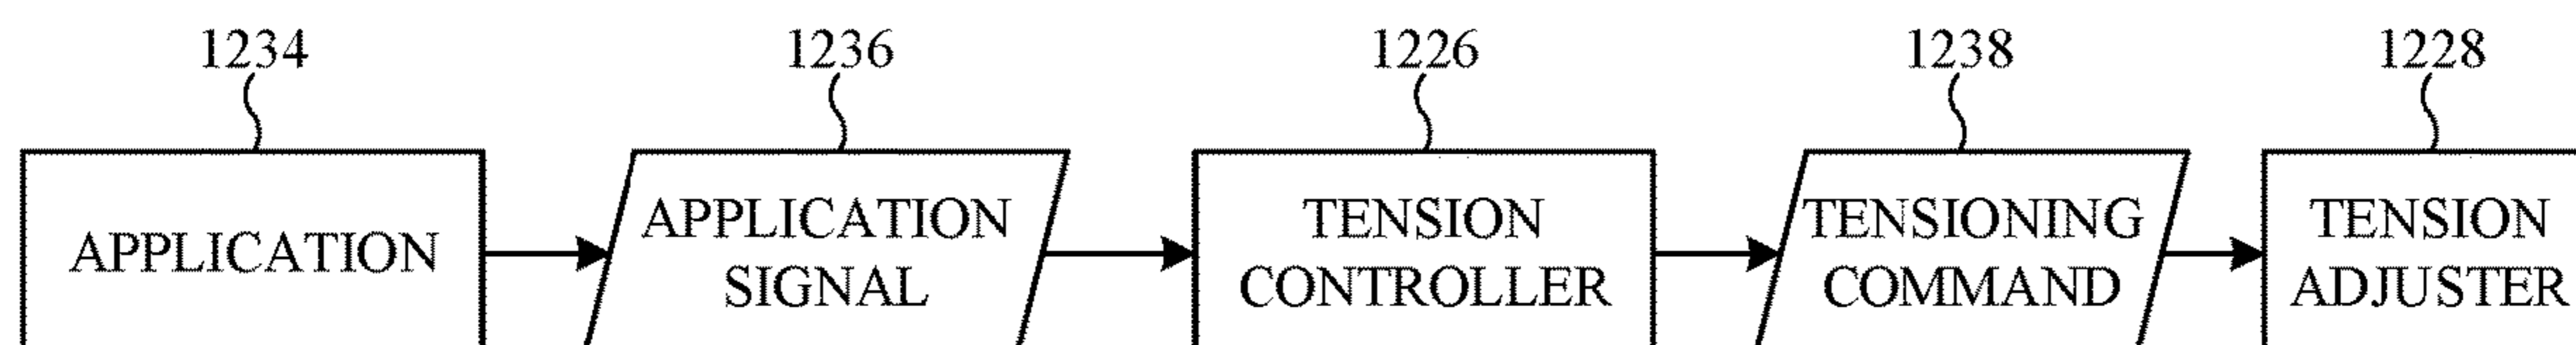 1234 1236 1226 1238 1228
APPLICATION
APPLICATION
SIGNAL
TENSION
CONTROLLER
TENSIONING
COMMAND
TENSION
ADJUSTER